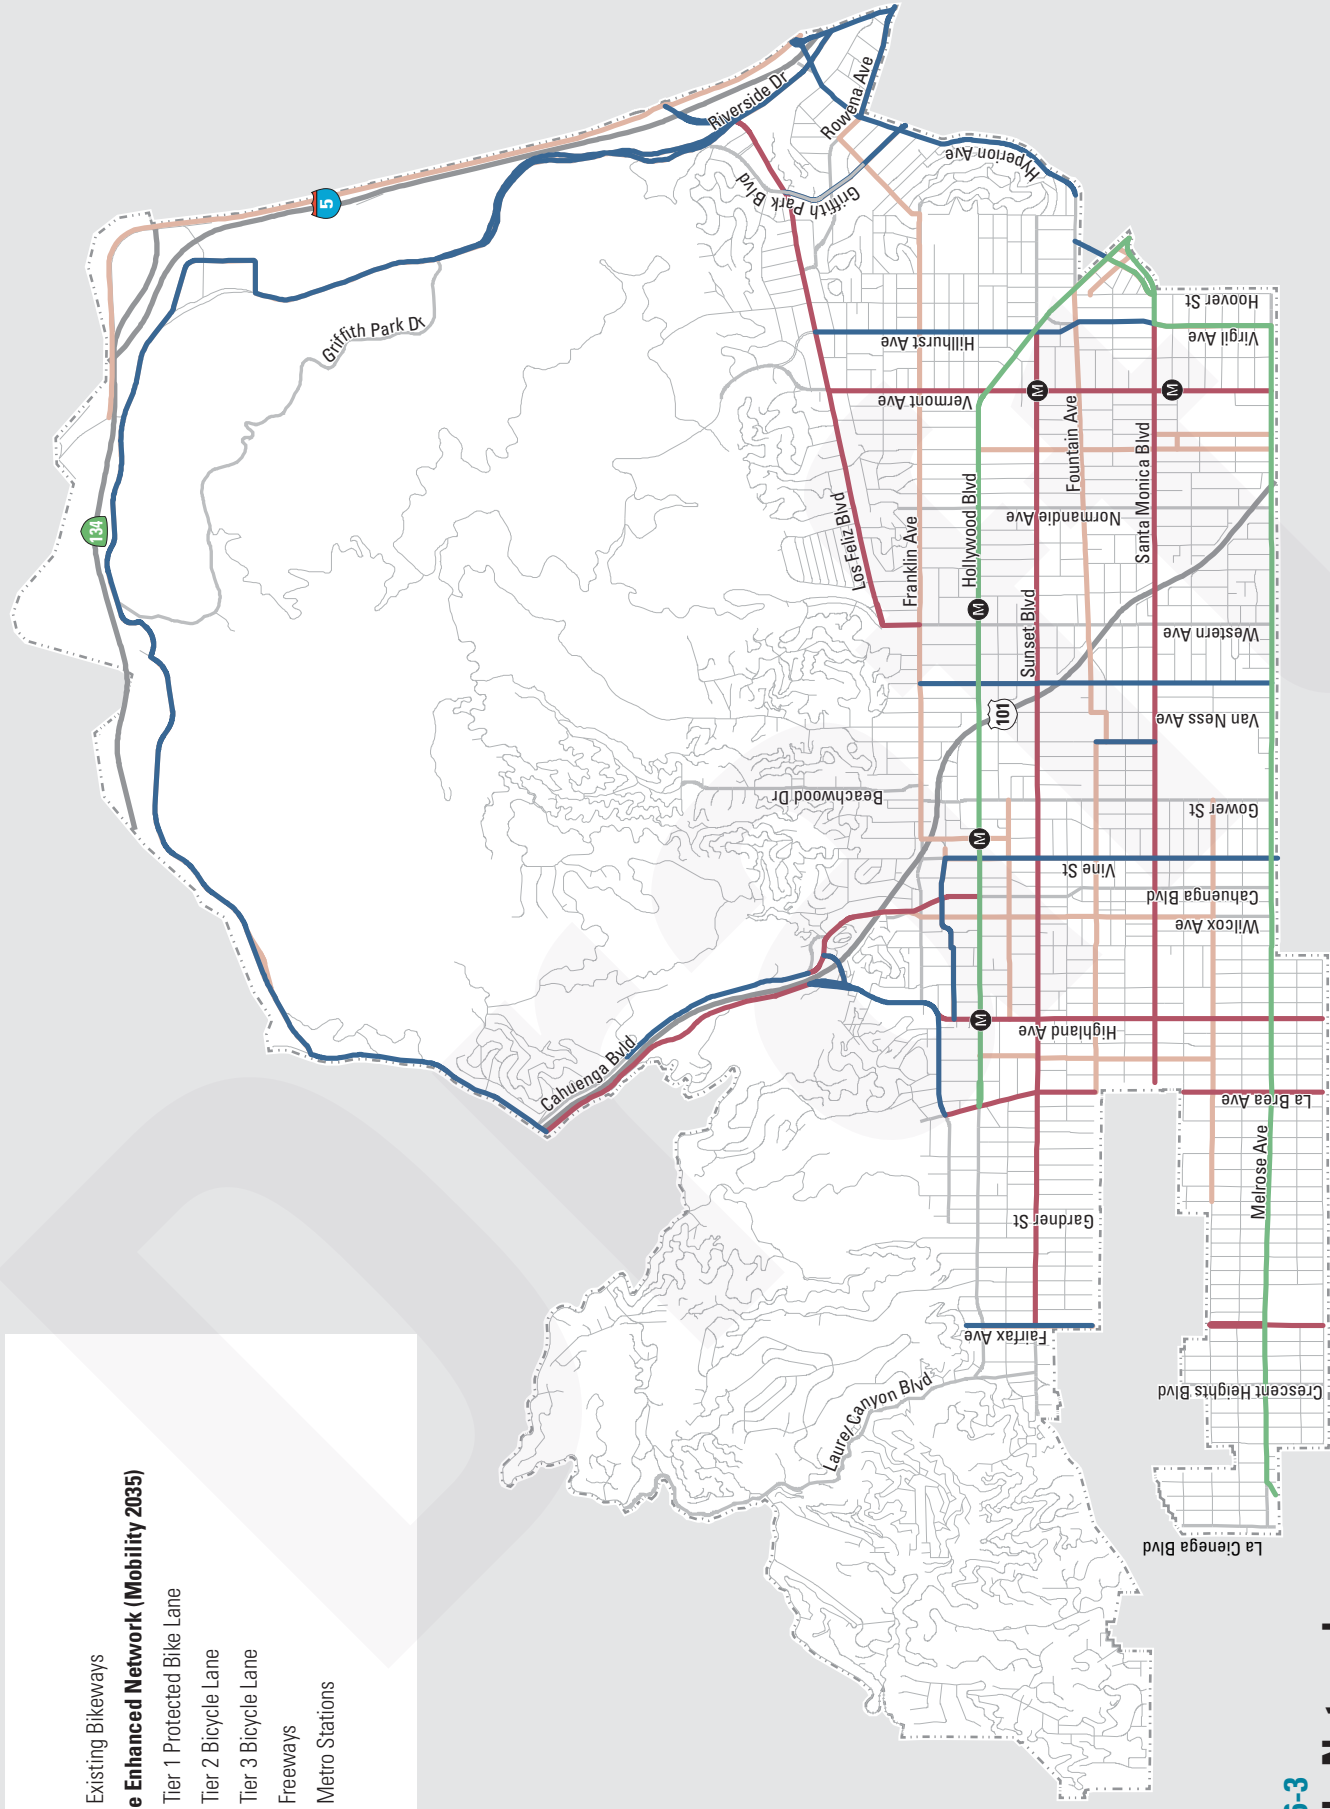 Existing Bikeways
e Enhanced Network (Mobility 2035)
Tier 1 Protected Bike Lane
Tier 2 Bicycle Lane
Tier 3 Bicycle Lane
Freeways
Metro Stations
6-3
134
5
101
Griffith Park Dr
Riverside Dr
Rowena Ave
Griffith Park Blvd
Hyperion Ave
Los Feliz Blvd
Franklin Ave
Hollywood Blvd
Sunset Blvd
Fountain Ave
Santa Monica Blvd
Melrose Ave
Hoover St
Virgil Ave
Hillhurst Ave
Vermont Ave
Normandie Ave
Western Ave
Van Ness Ave
Gower St
Beachwood Dr
Vine St
Cahuenga Blvd
Wilcox Ave
Highland Ave
La Brea Ave
Gardner St
Fairfax Ave
Crescent Heights Blvd
La Cienega Blvd
Laurel Canyon Blvd
Cahuenga Bvld
M
M
M
M
M